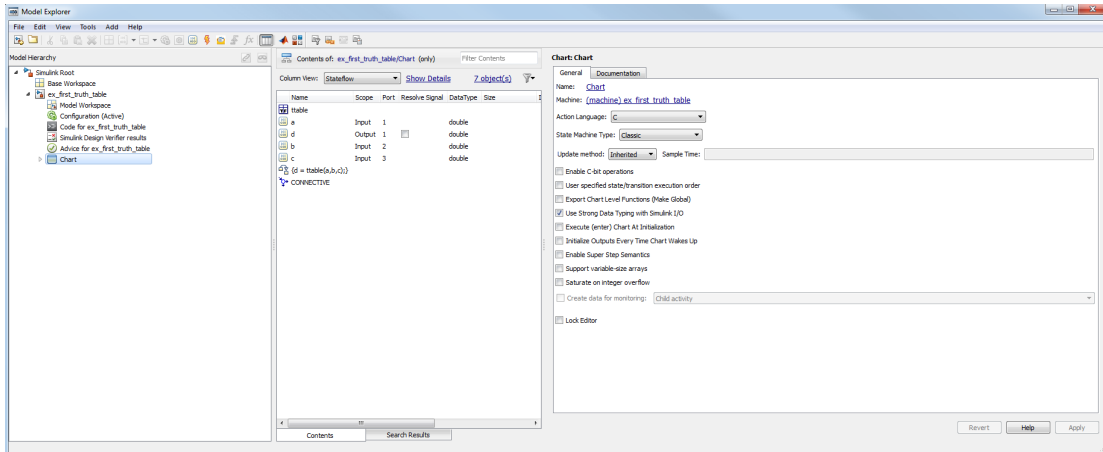 Model Explorer
File Edit View Tools Add Help
Model Hierarchy
Simulink Root
Base Workspace
ex_first_truth_table
Model Workspace
Configuration (Active)
Code for ex_first_truth_table
Simulink Design Verifier results
Advice for ex_first_truth_table
Chart
Contents of: ex_first_truth_table/Chart (only) Filter Contents
Column View: Stateflow Show Details 7 object(s)
Name Scope Port Resolve Signal DataType Size
ttable
a Input 1 double
d Output 1 double
b Input 2 double
c Input 3 double
{d = ttable(a,b,c);}
CONNECTIVE
Contents Search Results
Chart: Chart
General Documentation
Name: Chart
Machine: (machine) ex_first_truth_table
Action Language: C
State Machine Type: Classic
Update method: Inherited Sample Time:
Enable C-bit operations
User specified state/transition execution order
Export Chart Level Functions (Make Global)
Use Strong Data Typing with Simulink I/O
Execute (enter) Chart At Initialization
Initialize Outputs Every Time Chart Wakes Up
Enable Super Step Semantics
Support variable-size arrays
Saturate on integer overflow
Create data for monitoring: Child activity
Lock Editor
Revert Help Apply